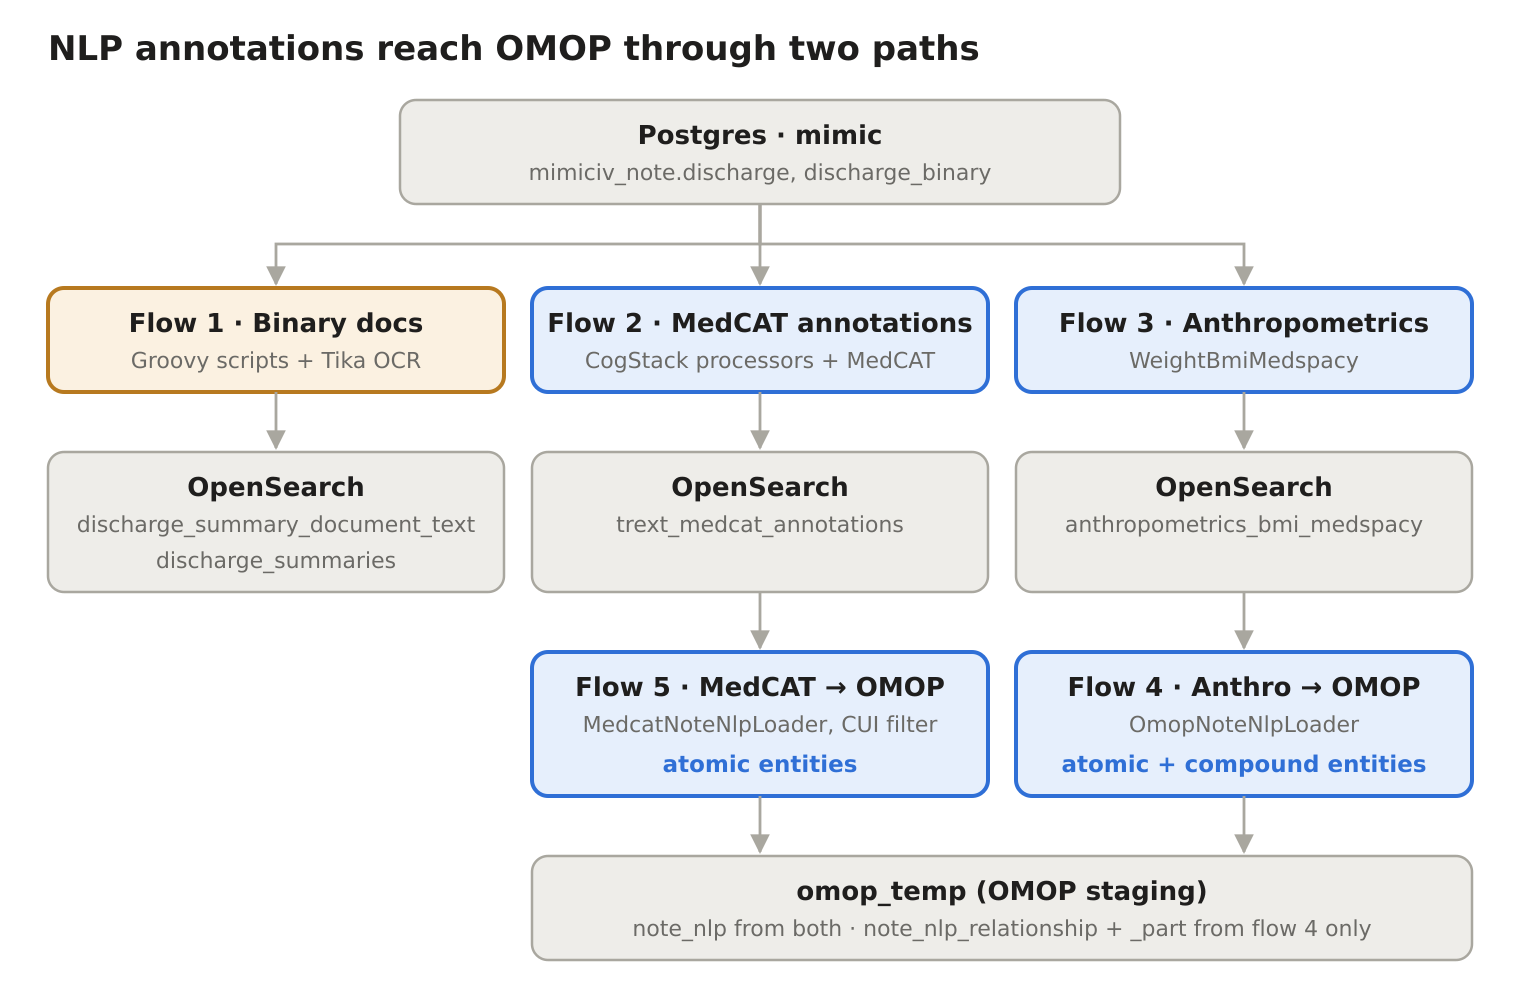 NLP annotations reach OMOP through two paths
Postgres · mimic
mimiciv_note.discharge, discharge_binary
Flow 1 · Binary docs
Groovy scripts + Tika OCR
Flow 2 · MedCAT annotations
CogStack processors + MedCAT
Flow 3 · Anthropometrics
WeightBmiMedspacy
OpenSearch
discharge_summary_document_text
discharge_summaries
OpenSearch
trext_medcat_annotations
OpenSearch
anthropometrics_bmi_medspacy
Flow 5 · MedCAT → OMOP
MedcatNoteNlpLoader, CUI filter
atomic entities
Flow 4 · Anthro → OMOP
OmopNoteNlpLoader
atomic + compound entities
omop_temp (OMOP staging)
note_nlp from both · note_nlp_relationship + _part from flow 4 only